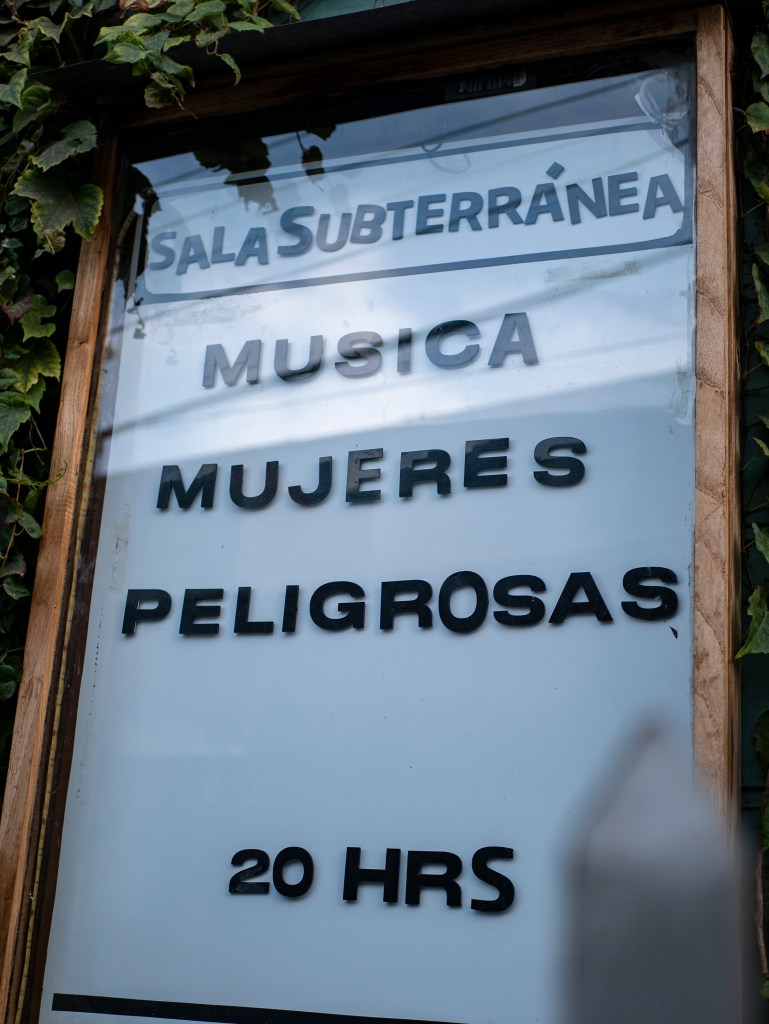 SALA SUBTERRÁNEA
MUSICA
MUJERES
PELIGROSAS
20 HRS